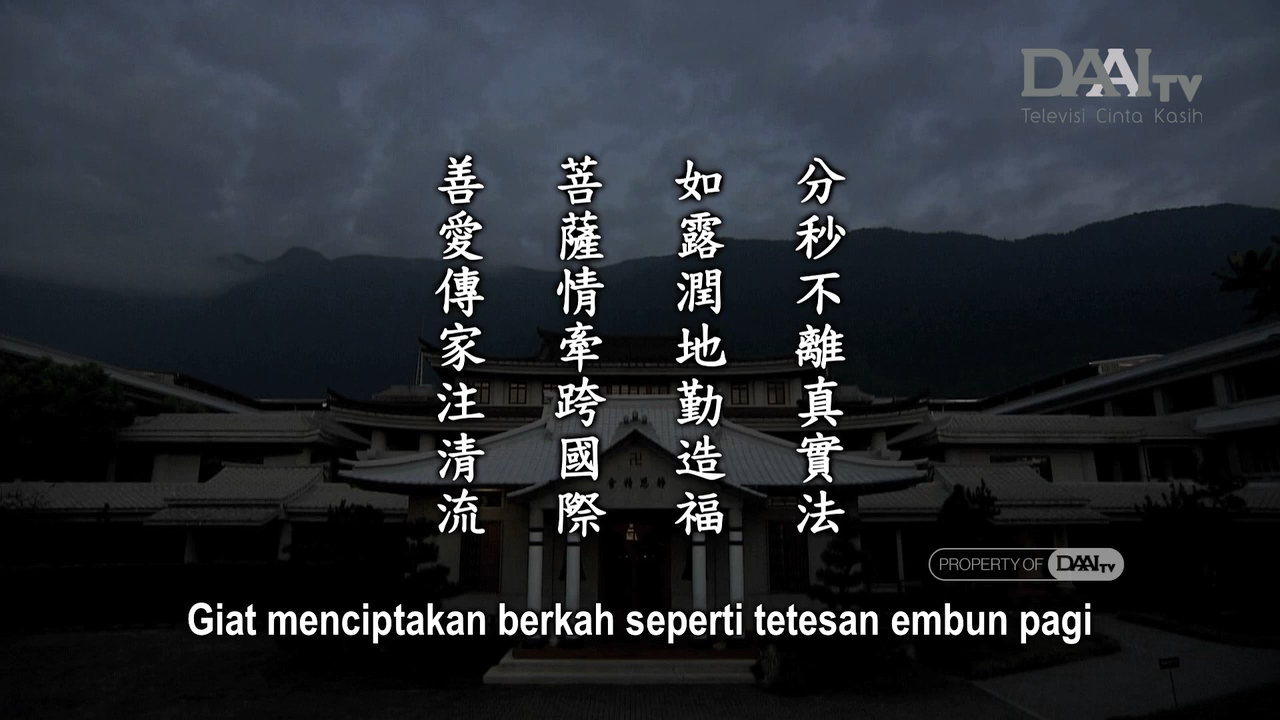 DAAI TV
Televisi Cinta Kasih
分秒不離真實法
如露潤地勤造福
菩薩情牽跨國際
善愛傳家注清流
PROPERTY OF DAAI TV
Giat menciptakan berkah seperti tetesan embun pagi